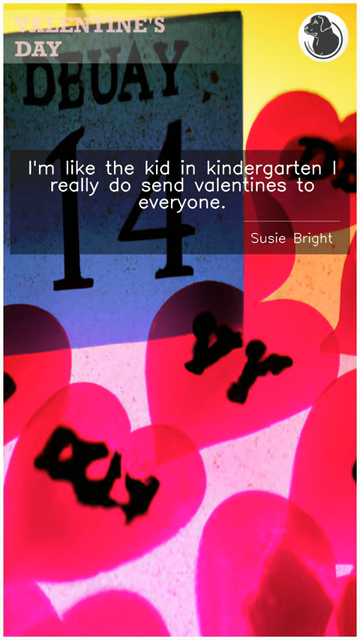 VALENTINE'S
DAY
14
I'm like the kid in kindergarten I
really do send valentines to
everyone.
Susie Bright